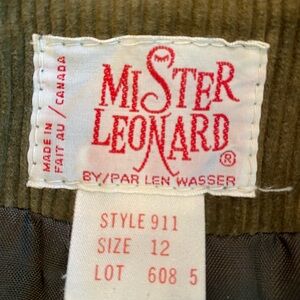 MADE IN
FAIT AU / CANADA
MISTER
LEONARD ®
BY/PAR LEN WASSER
STYLE 911
SIZE 12
LOT 608 5